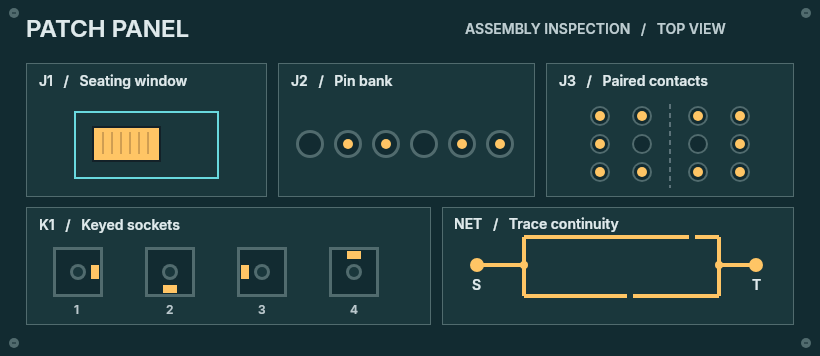 PATCH PANEL
ASSEMBLY INSPECTION / TOP VIEW
J1 / Seating window
J2 / Pin bank
J3 / Paired contacts
K1 / Keyed sockets
1 2 3 4
NET / Trace continuity
S T